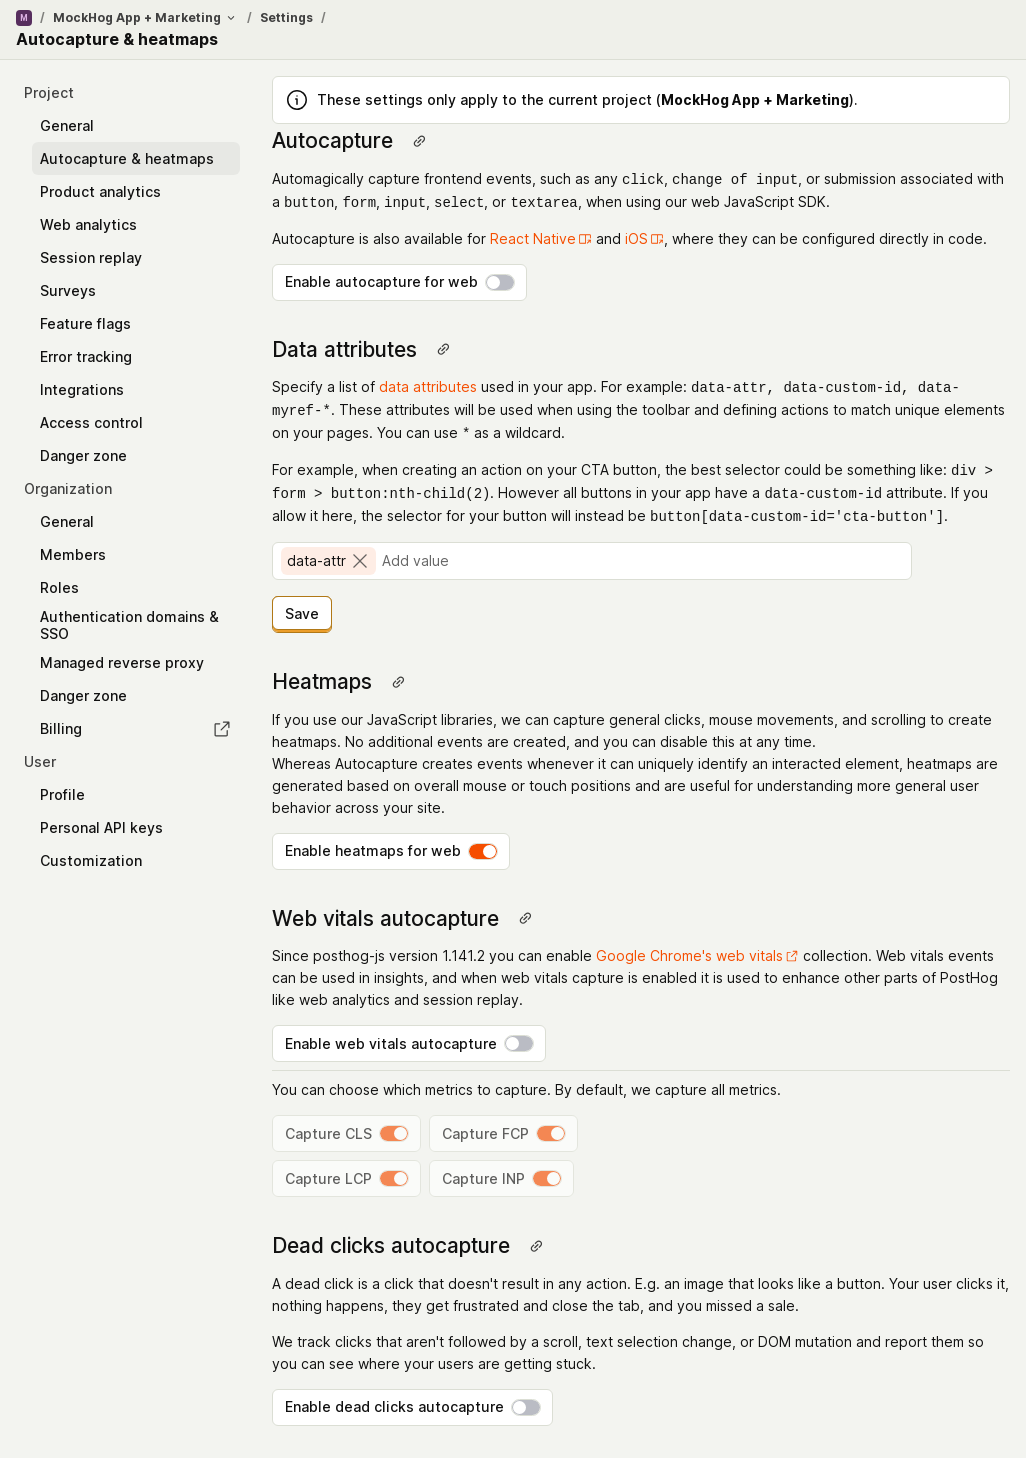 M / MockHog App + Marketing / Settings /
Autocapture & heatmaps
Project
General
Autocapture & heatmaps
Product analytics
Web analytics
Session replay
Surveys
Feature flags
Error tracking
Integrations
Access control
Danger zone
Organization
General
Members
Roles
Authentication domains &
SSO
Managed reverse proxy
Danger zone
Billing
User
Profile
Personal API keys
Customization
These settings only apply to the current project (MockHog App + Marketing).
Autocapture
Automagically capture frontend events, such as any click, change of input, or submission associated with
a button, form, input, select, or textarea, when using our web JavaScript SDK.
Autocapture is also available for React Native and iOS, where they can be configured directly in code.
Enable autocapture for web
Data attributes
Specify a list of data attributes used in your app. For example: data-attr, data-custom-id, data-
myref-*. These attributes will be used when using the toolbar and defining actions to match unique elements
on your pages. You can use * as a wildcard.
For example, when creating an action on your CTA button, the best selector could be something like: div >
form > button:nth-child(2). However all buttons in your app have a data-custom-id attribute. If you
allow it here, the selector for your button will instead be button[data-custom-id='cta-button'].
data-attr Add value
Save
Heatmaps
If you use our JavaScript libraries, we can capture general clicks, mouse movements, and scrolling to create
heatmaps. No additional events are created, and you can disable this at any time.
Whereas Autocapture creates events whenever it can uniquely identify an interacted element, heatmaps are
generated based on overall mouse or touch positions and are useful for understanding more general user
behavior across your site.
Enable heatmaps for web
Web vitals autocapture
Since posthog-js version 1.141.2 you can enable Google Chrome's web vitals collection. Web vitals events
can be used in insights, and when web vitals capture is enabled it is used to enhance other parts of PostHog
like web analytics and session replay.
Enable web vitals autocapture
You can choose which metrics to capture. By default, we capture all metrics.
Capture CLS Capture FCP
Capture LCP Capture INP
Dead clicks autocapture
A dead click is a click that doesn't result in any action. E.g. an image that looks like a button. Your user clicks it,
nothing happens, they get frustrated and close the tab, and you missed a sale.
We track clicks that aren't followed by a scroll, text selection change, or DOM mutation and report them so
you can see where your users are getting stuck.
Enable dead clicks autocapture